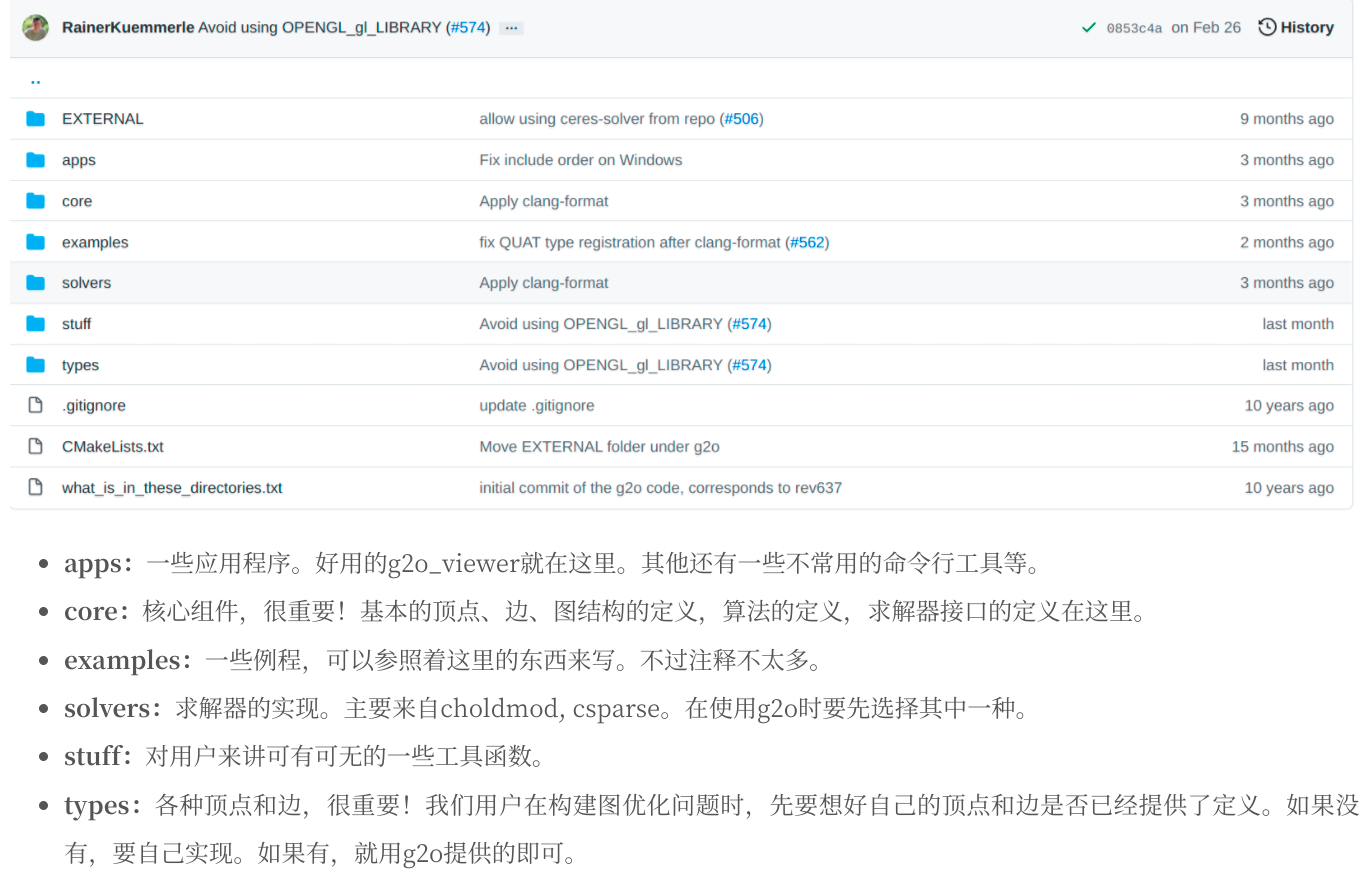 RainerKuemmerle Avoid using OPENGL_gl_LIBRARY (#574) ... 0853c4a on Feb 26 History
..
EXTERNAL allow using ceres-solver from repo (#506) 9 months ago
apps Fix include order on Windows 3 months ago
core Apply clang-format 3 months ago
examples fix QUAT type registration after clang-format (#562) 2 months ago
solvers Apply clang-format 3 months ago
stuff Avoid using OPENGL_gl_LIBRARY (#574) last month
types Avoid using OPENGL_gl_LIBRARY (#574) last month
.gitignore update .gitignore 10 years ago
CMakeLists.txt Move EXTERNAL folder under g2o 15 months ago
what_is_in_these_directories.txt initial commit of the g2o code, corresponds to rev637 10 years ago
• apps：一些应用程序。好用的g2o_viewer就在这里。其他还有一些不常用的命令行工具等。
• core：核心组件，很重要！基本的顶点、边、图结构的定义，算法的定义，求解器接口的定义在这里。
• examples：一些例程，可以参照着这里的东西来写。不过注释不太多。
• solvers：求解器的实现。主要来自choldmod, csparse。在使用g2o时要先选择其中一种。
• stuff：对用户来讲可有可无的一些工具函数。
• types：各种顶点和边，很重要！我们用户在构建图优化问题时，先要想好自己的顶点和边是否已经提供了定义。如果没
有，要自己实现。如果有，就用g2o提供的即可。